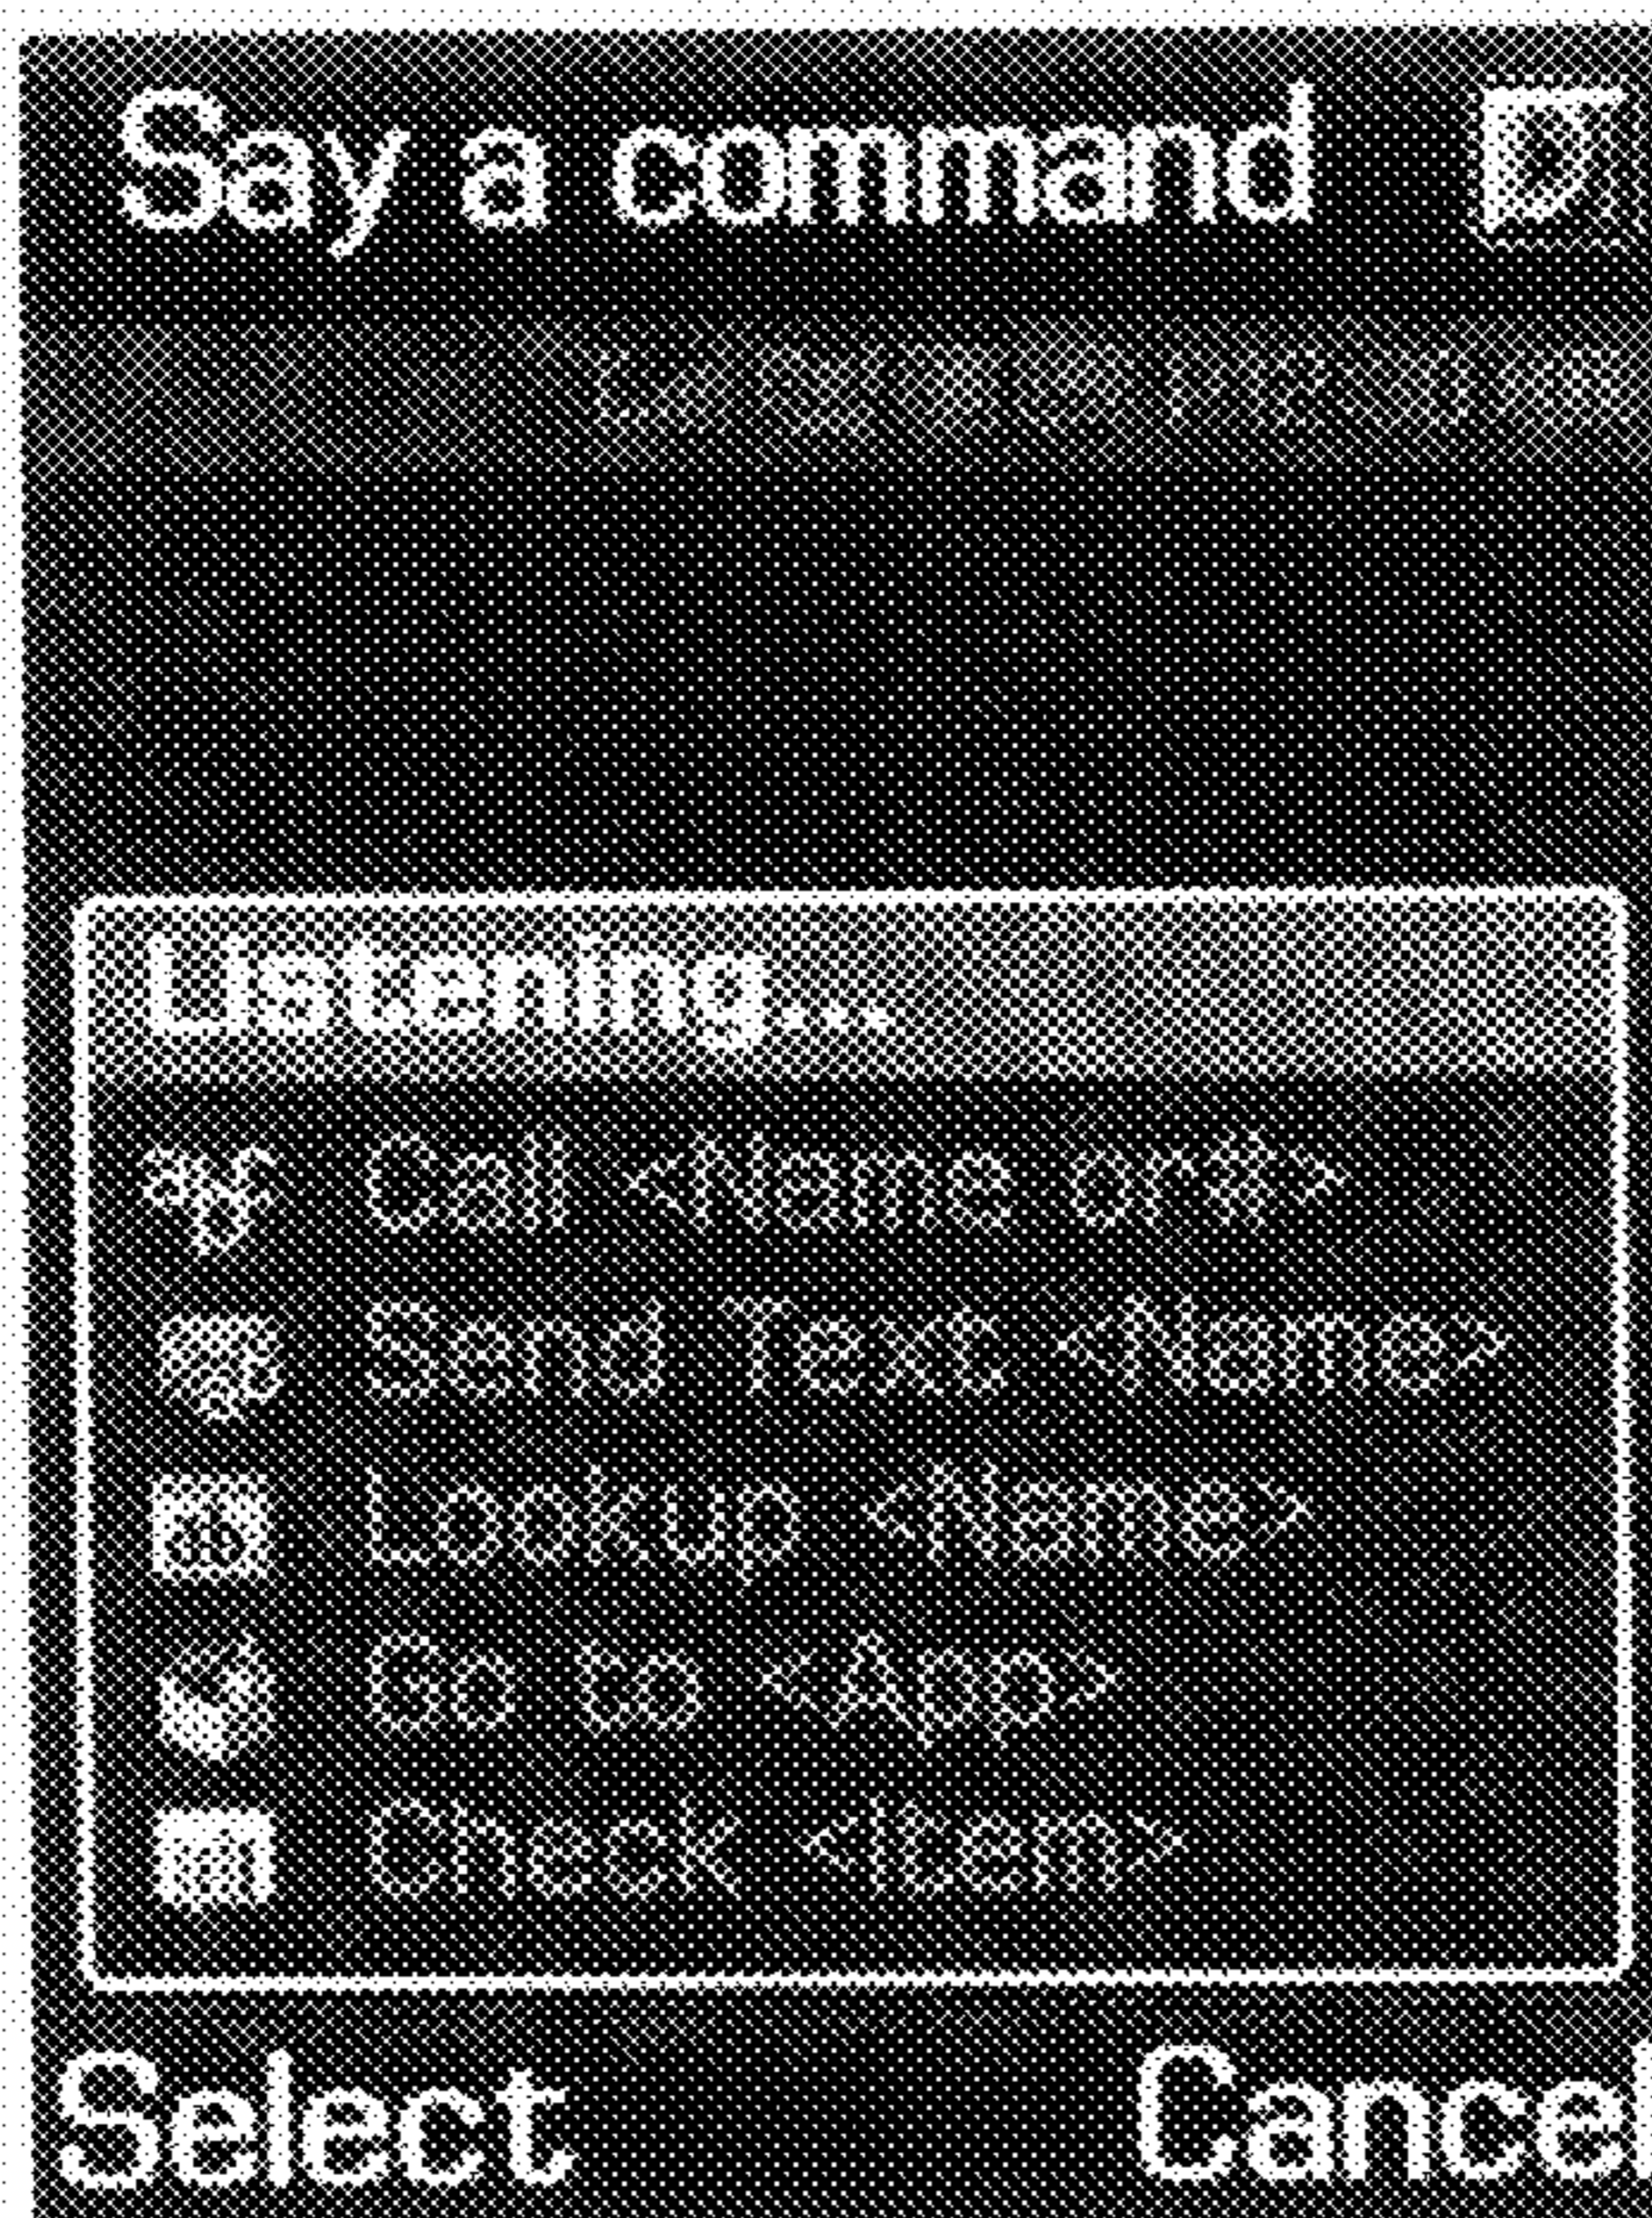 Say a command
Listening...
Call <Name or #>
Send Text <Name>
Lookup <Name>
Go to <App>
Check <Item>
Select Cancel